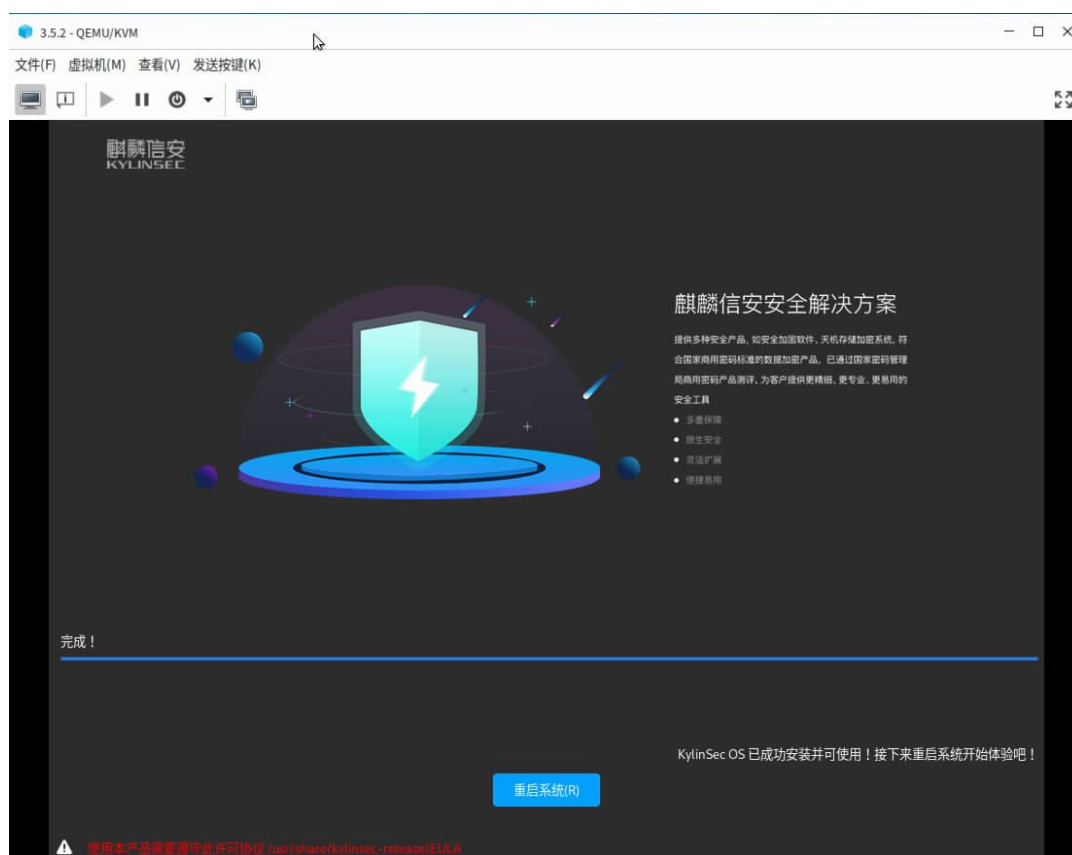 3.5.2 - QEMU/KVM
文件(F) 虚拟机(M) 查看(V) 发送按键(K)
麒麟信安
KYLINSEC
麒麟信安安全解决方案
提供多种安全产品, 如安全加固软件、天机存储加密系统, 符
合国家商用密码标准的数据加密产品, 已通过国家密码管理
局商用密码产品测评, 为客户提供更精细、更专业、更易用的
安全工具
多重保障
原生安全
灵活扩展
便捷易用
完成！
KylinSec OS 已成功安装并可使用！接下来重启系统开始体验吧！
重启系统(R)
使用本产品需要遵守此许可协议 /usr/share/kylinsec-release/EULA